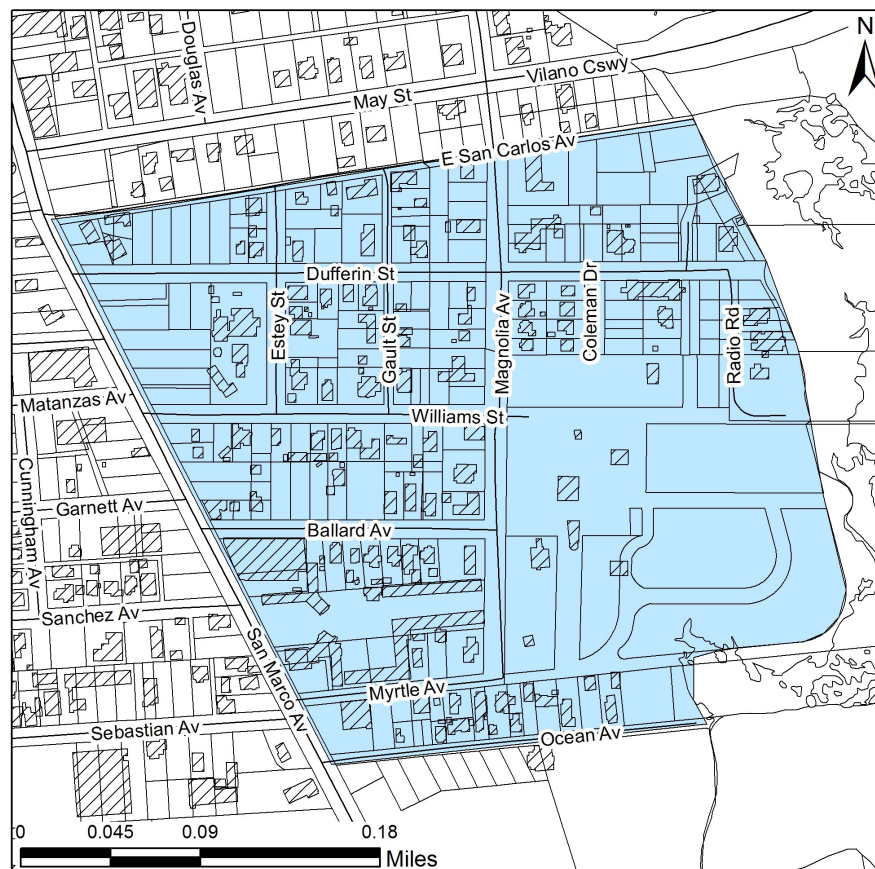 N
Douglas Av
Vilano Cswy
May St
E San Carlos Av
Dufferin St
Estey St
Gault St
Magnolia Av
Coleman Dr
Radio Rd
Matanzas Av
Williams St
Cunningham Av
Garnett Av
Ballard Av
Sanchez Av
San Marco Av
Myrtle Av
Sebastian Av
Ocean Av
0 0.045 0.09 0.18
Miles